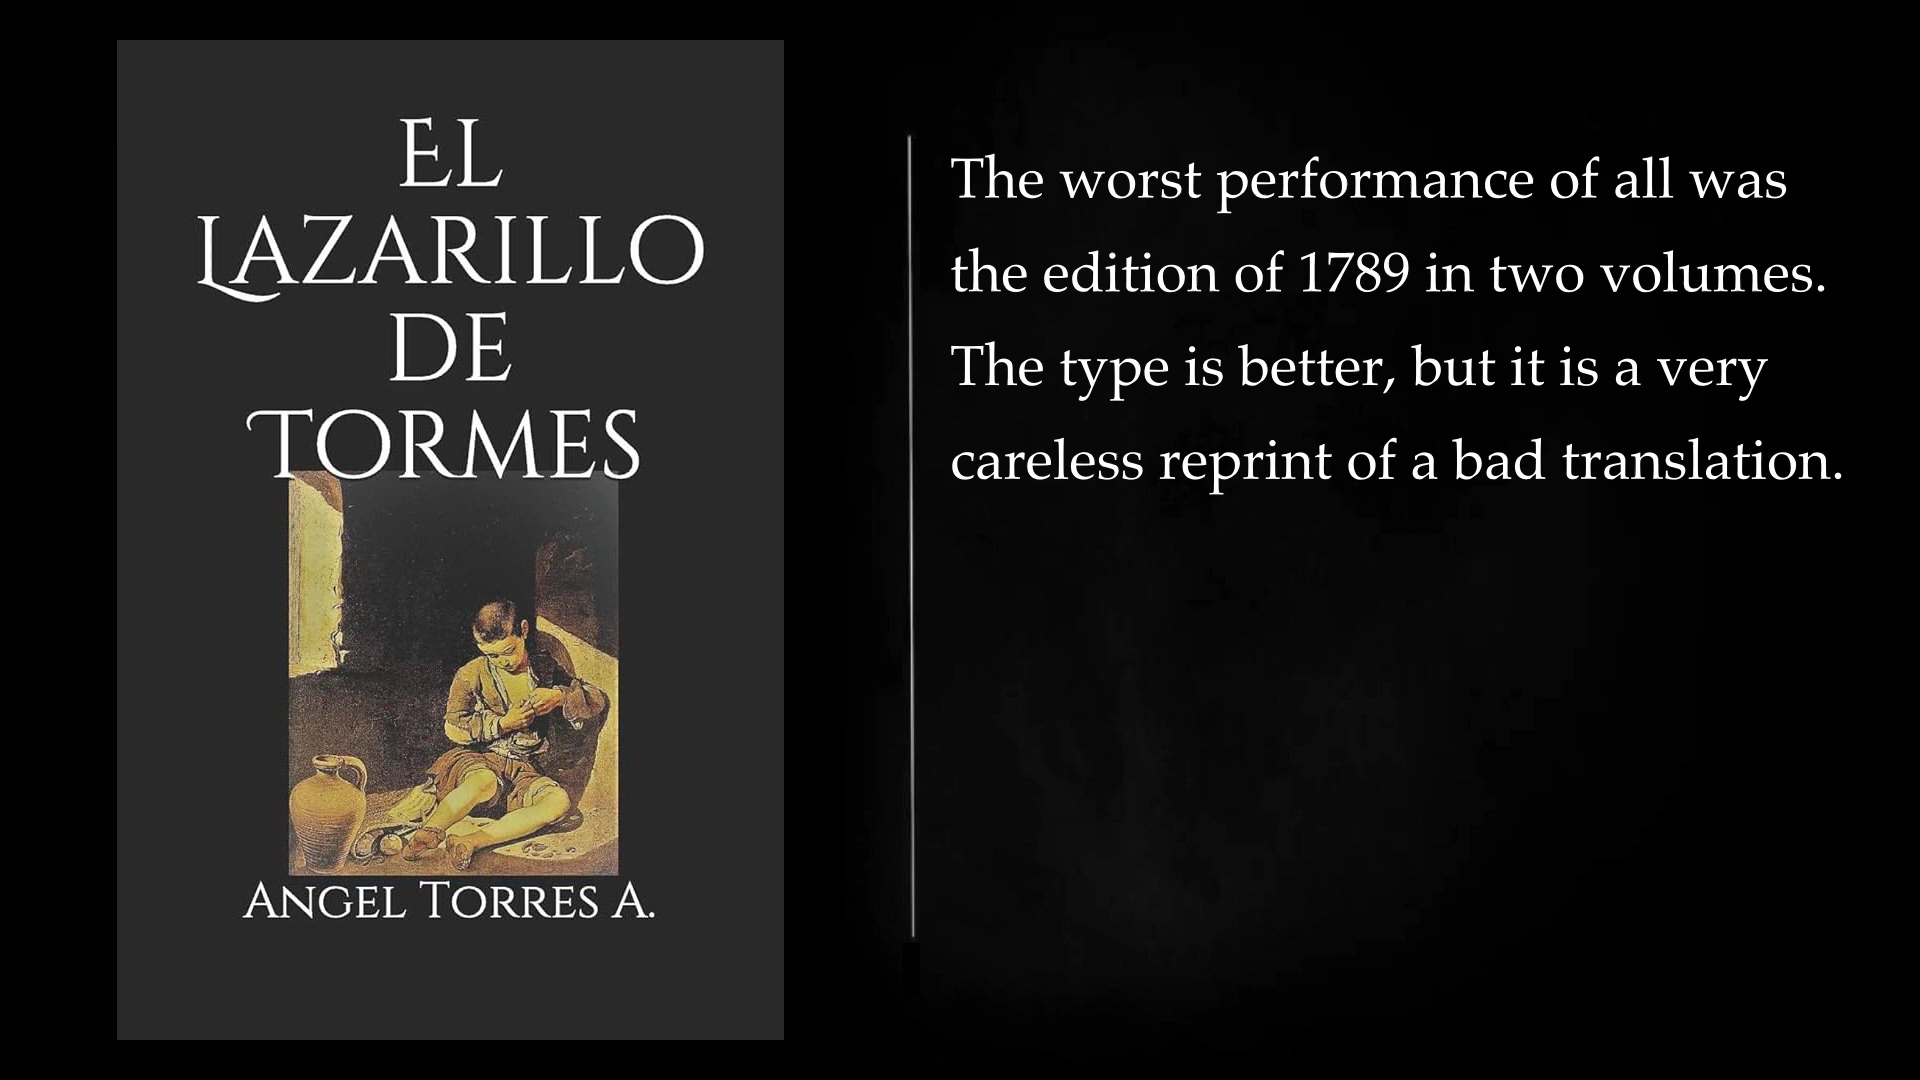 EL
LAZARILLO
DE
TORMES
ANGEL TORRES A.
The worst performance of all was
the edition of 1789 in two volumes.
The type is better, but it is a very
careless reprint of a bad translation.